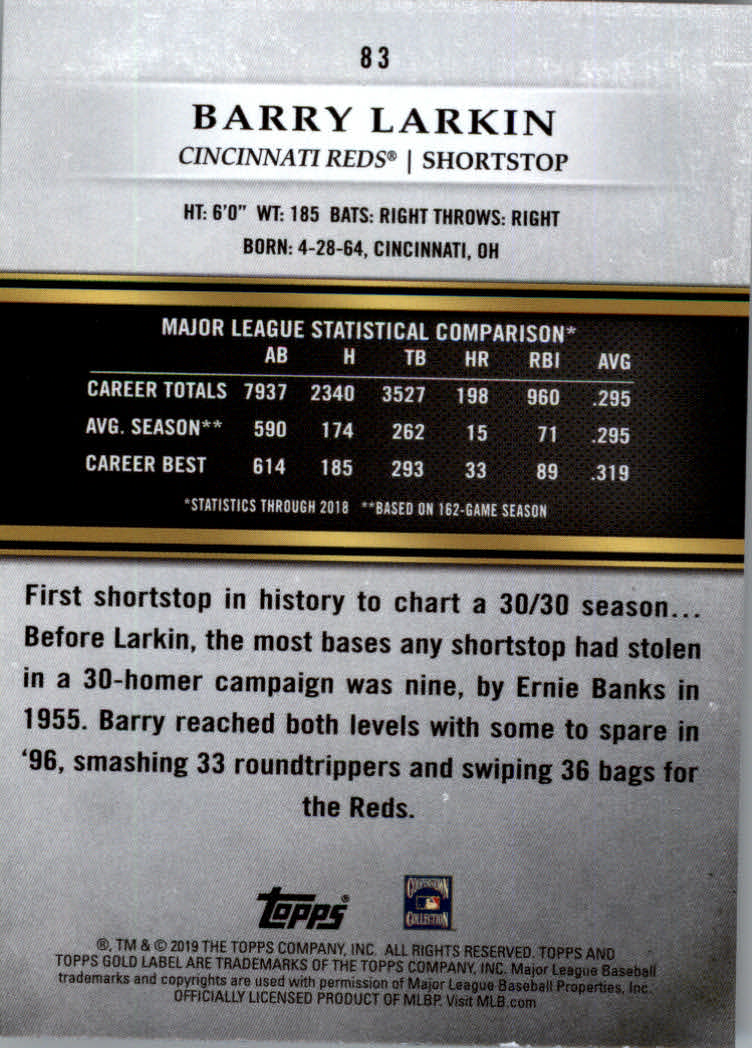 83
BARRY LARKIN
CINCINNATI REDS® | SHORTSTOP
HT: 6'0" WT: 185 BATS: RIGHT THROWS: RIGHT
BORN: 4-28-64, CINCINNATI, OH
MAJOR LEAGUE STATISTICAL COMPARISON*
AB H TB HR RBI AVG
CAREER TOTALS 7937 2340 3527 198 960 .295
AVG. SEASON** 590 174 262 15 71 .295
CAREER BEST 614 185 293 33 89 .319
*STATISTICS THROUGH 2018 **BASED ON 162-GAME SEASON
First shortstop in history to chart a 30/30 season...
Before Larkin, the most bases any shortstop had stolen
in a 30-homer campaign was nine, by Ernie Banks in
1955. Barry reached both levels with some to spare in
‘96, smashing 33 roundtrippers and swiping 36 bags for
the Reds.
topps®
COOPERSTOWN
COLLECTION
®, TM & © 2019 THE TOPPS COMPANY, INC. ALL RIGHTS RESERVED. TOPPS AND
TOPPS GOLD LABEL ARE TRADEMARKS OF THE TOPPS COMPANY, INC. Major League Baseball
trademarks and copyrights are used with permission of Major League Baseball Properties, Inc.
OFFICIALLY LICENSED PRODUCT OF MLBP. Visit MLB.com